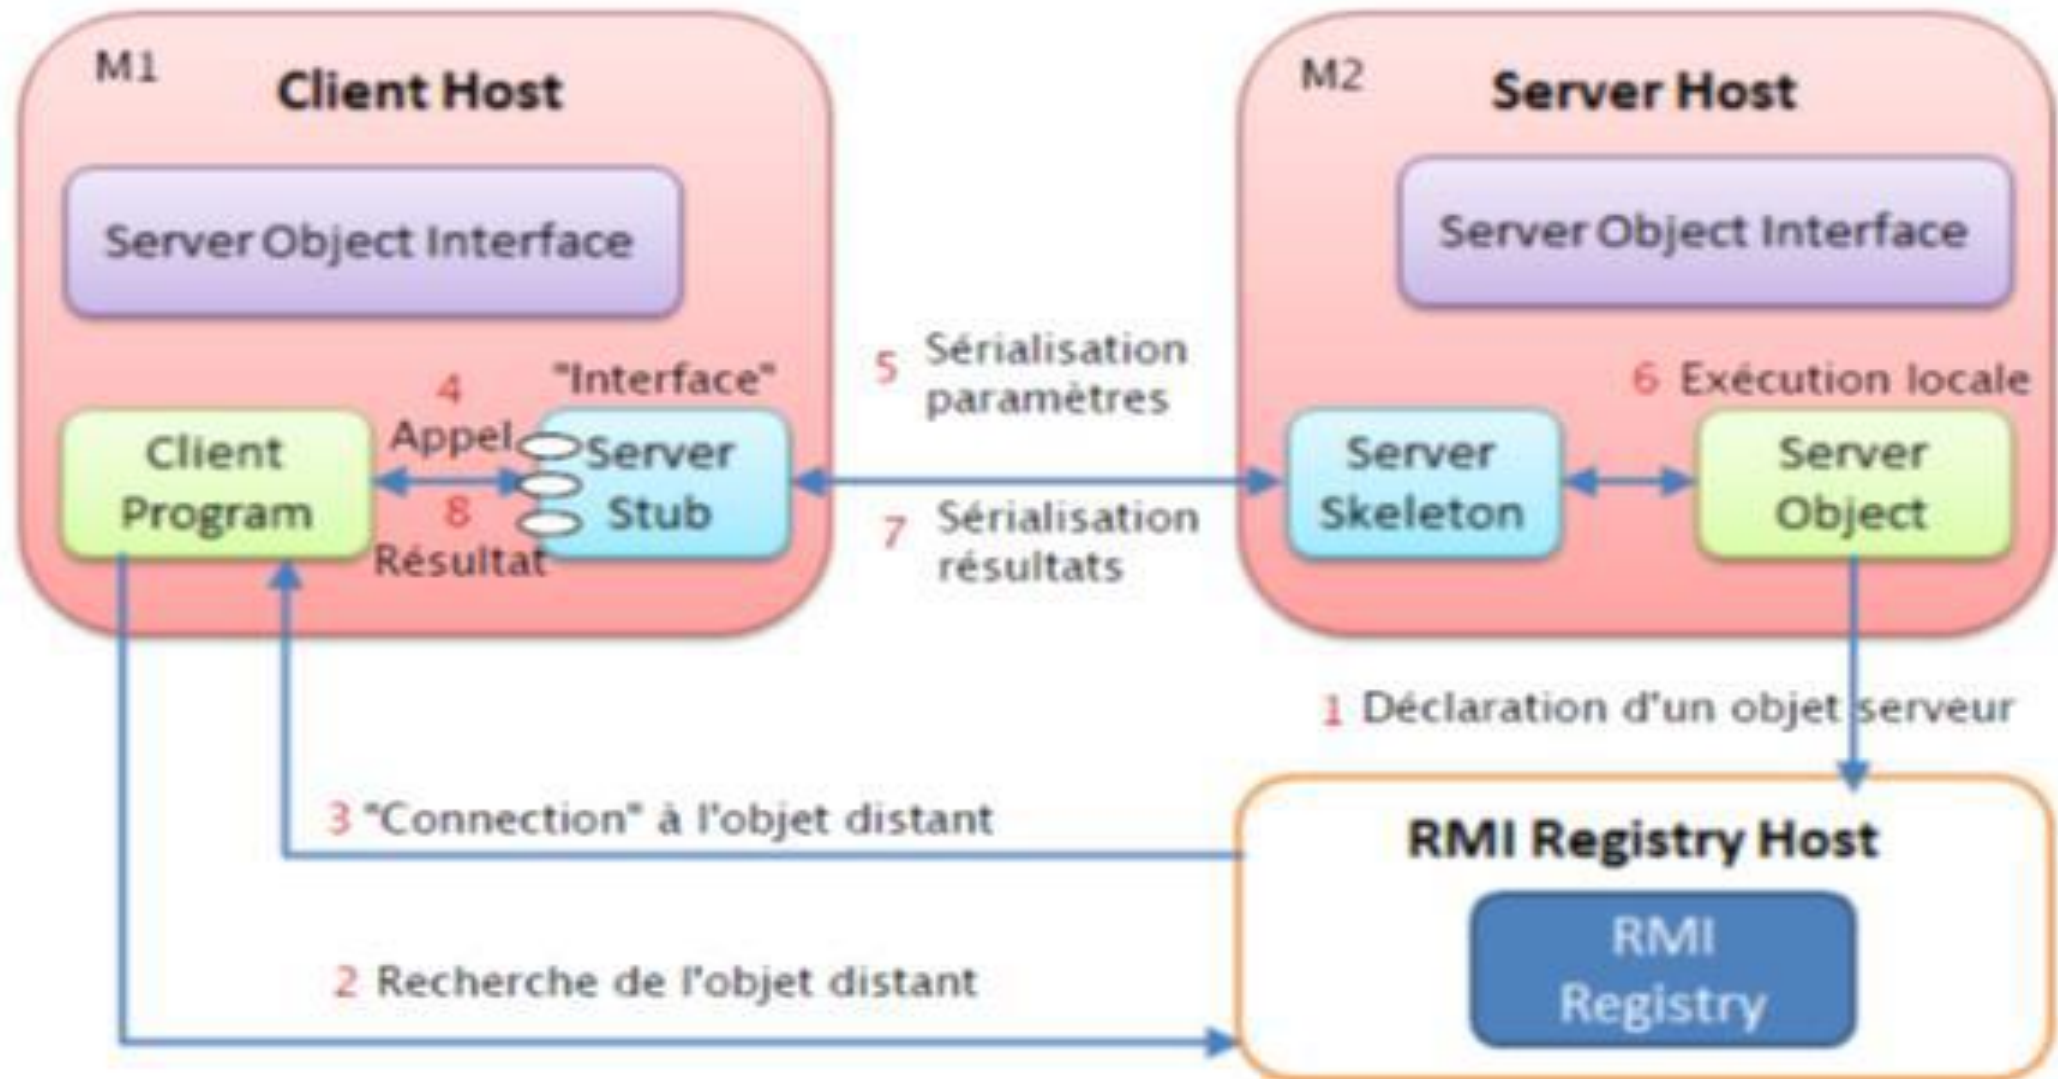 M1
Client Host
Server Object Interface
4
Appel
"Interface"
Client
Program
Server
Stub
8
Résultat
5 Sérialisation
paramètres
7 Sérialisation
résultats
M2
Server Host
Server Object Interface
6 Exécution locale
Server
Skeleton
Server
Object
1 Déclaration d'un objet serveur
3 "Connection" à l'objet distant
2 Recherche de l'objet distant
RMI Registry Host
RMI
Registry